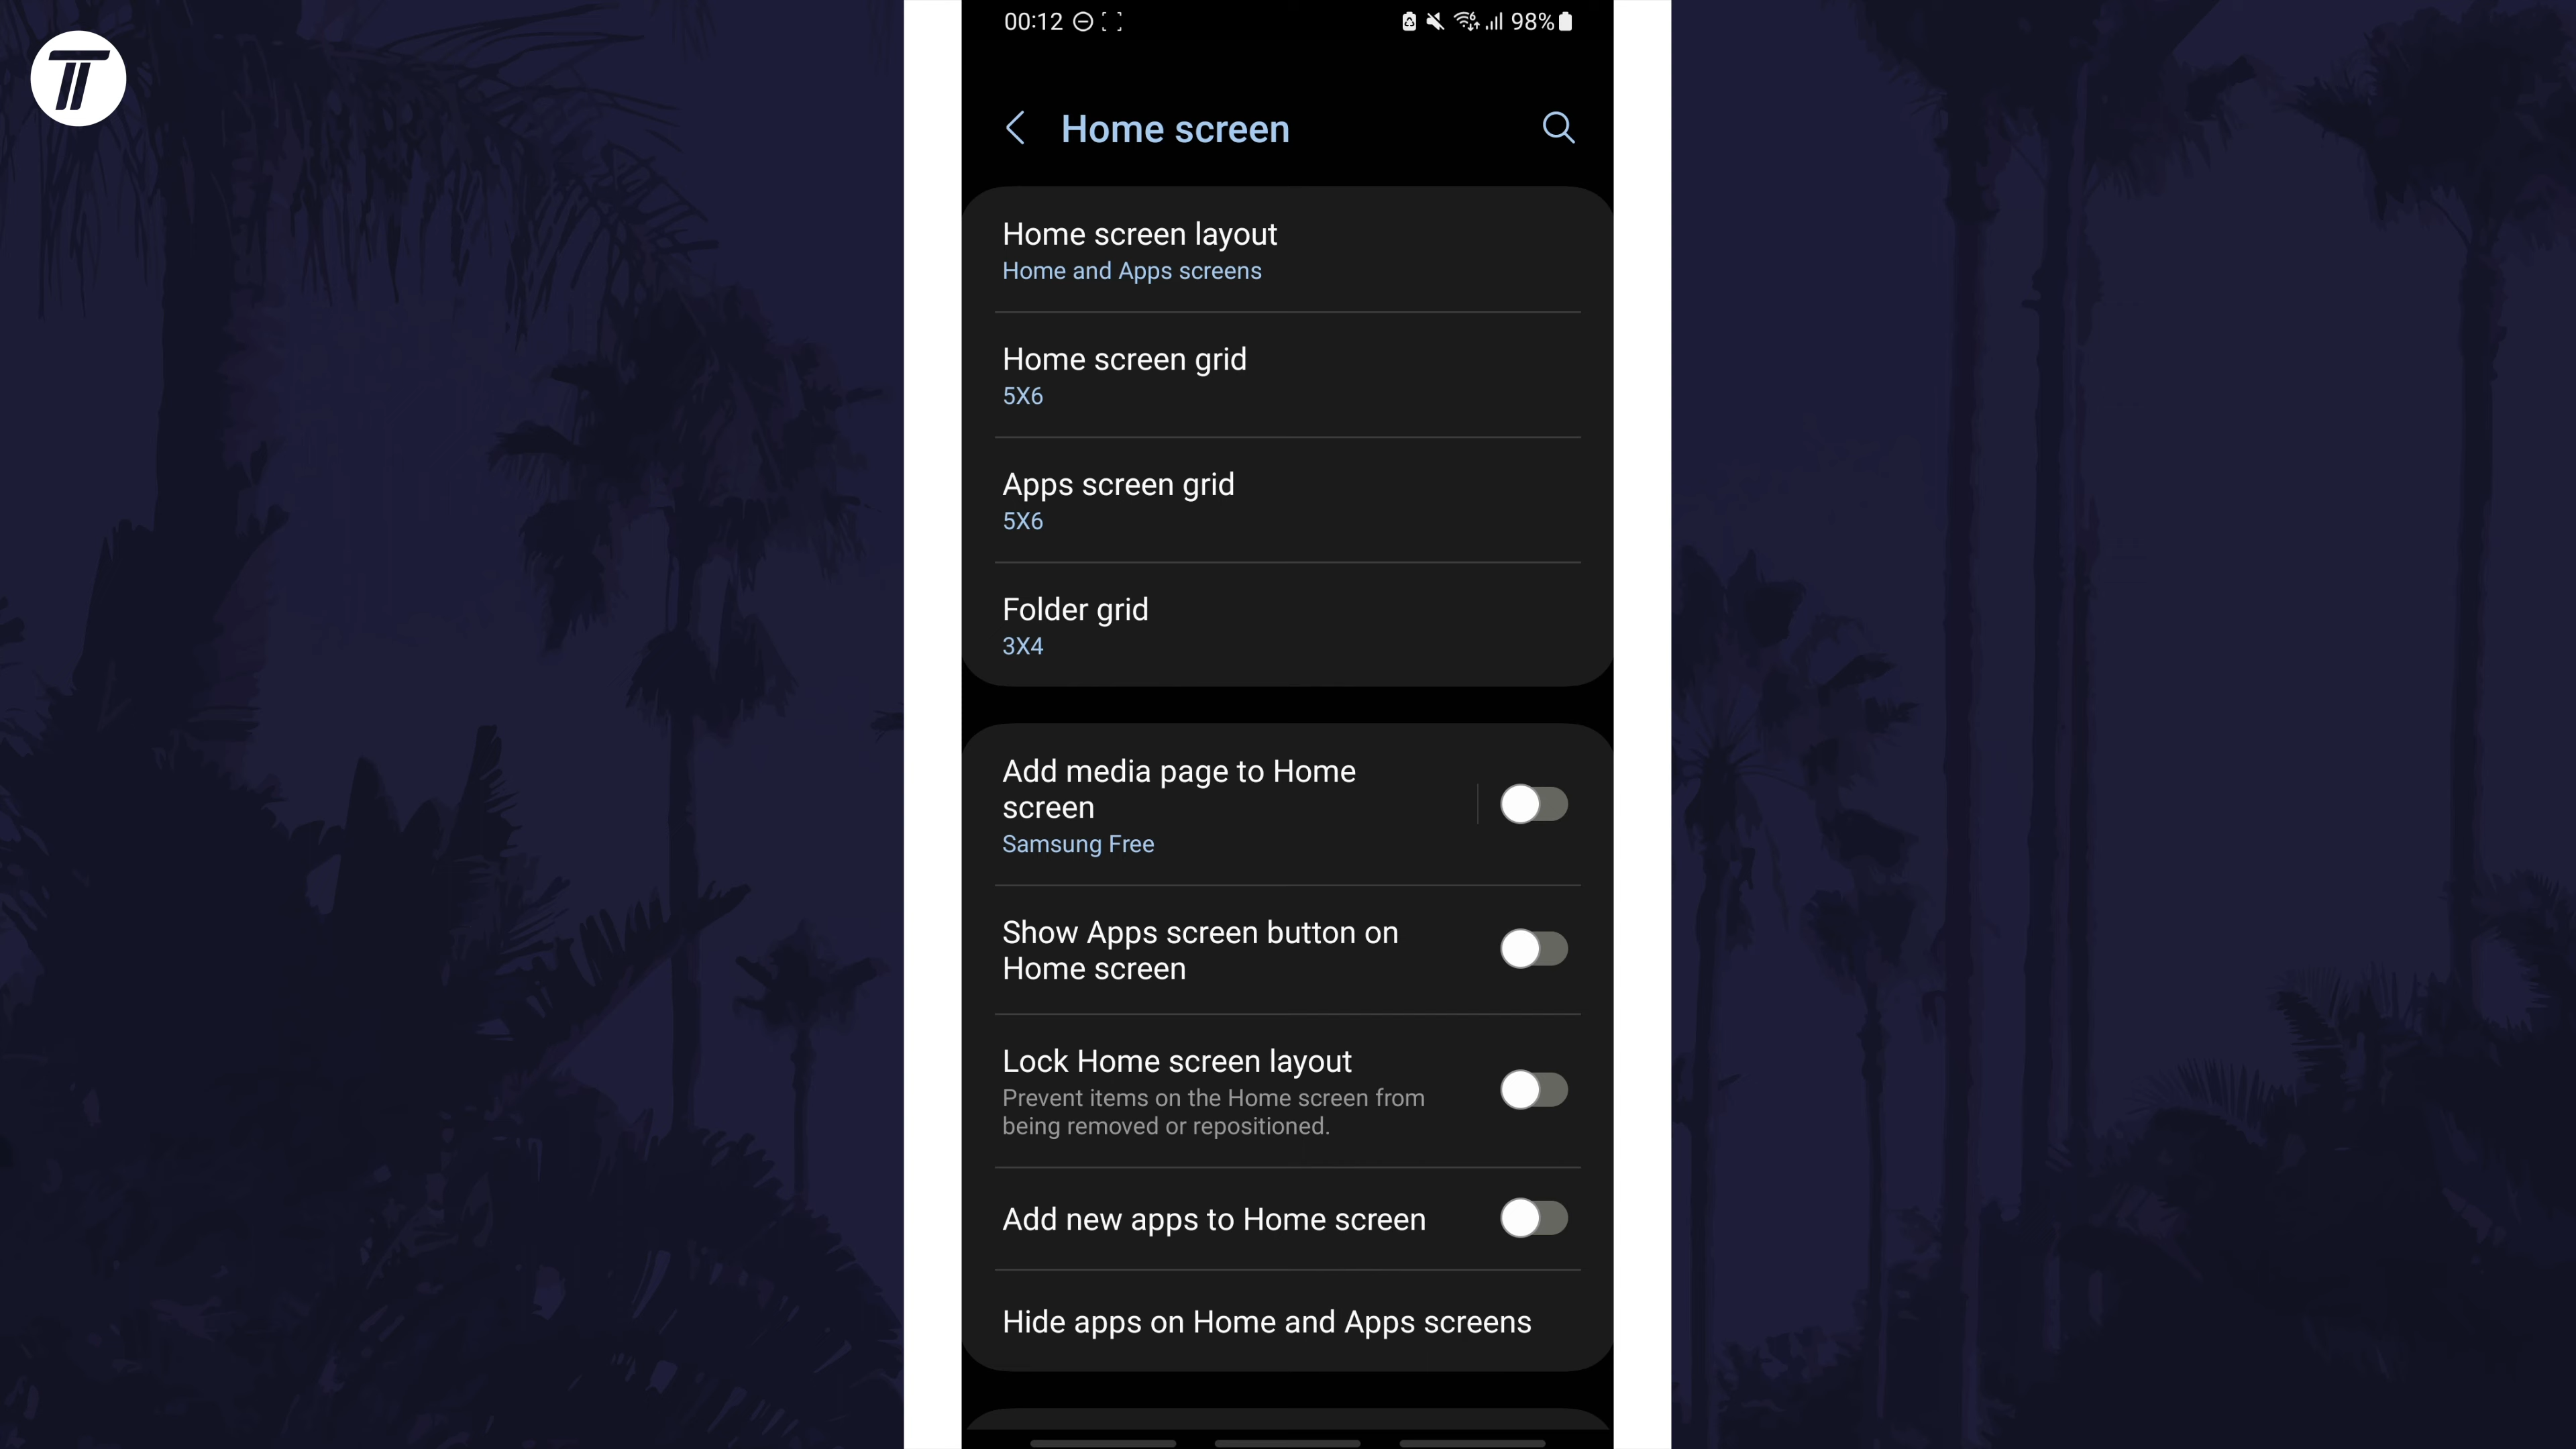 00:12
98%
Home screen
Home screen layout
Home and Apps screens
Home screen grid
5X6
Apps screen grid
5X6
Folder grid
3X4
Add media page to Home
screen
Samsung Free
Show Apps screen button on
Home screen
Lock Home screen layout
Prevent items on the Home screen from
being removed or repositioned.
Add new apps to Home screen
Hide apps on Home and Apps screens